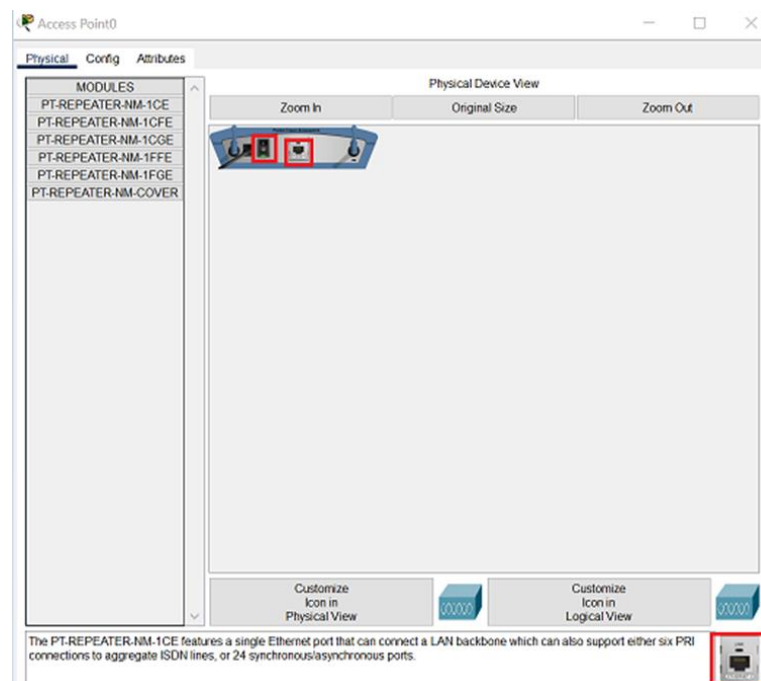 Access Point0
Physical Config Attributes
MODULES
PT-REPEATER-NM-1CE
PT-REPEATER-NM-1CFE
PT-REPEATER-NM-1CGE
PT-REPEATER-NM-1FFE
PT-REPEATER-NM-1FGE
PT-REPEATER-NM-COVER
Physical Device View
Zoom In Original Size Zoom Out
Customize
Icon in
Physical View
Customize
Icon in
Logical View
The PT-REPEATER-NM-1CE features a single Ethernet port that can connect a LAN backbone which can also support either six PRI
connections to aggregate ISDN lines, or 24 synchronous/asynchronous ports.